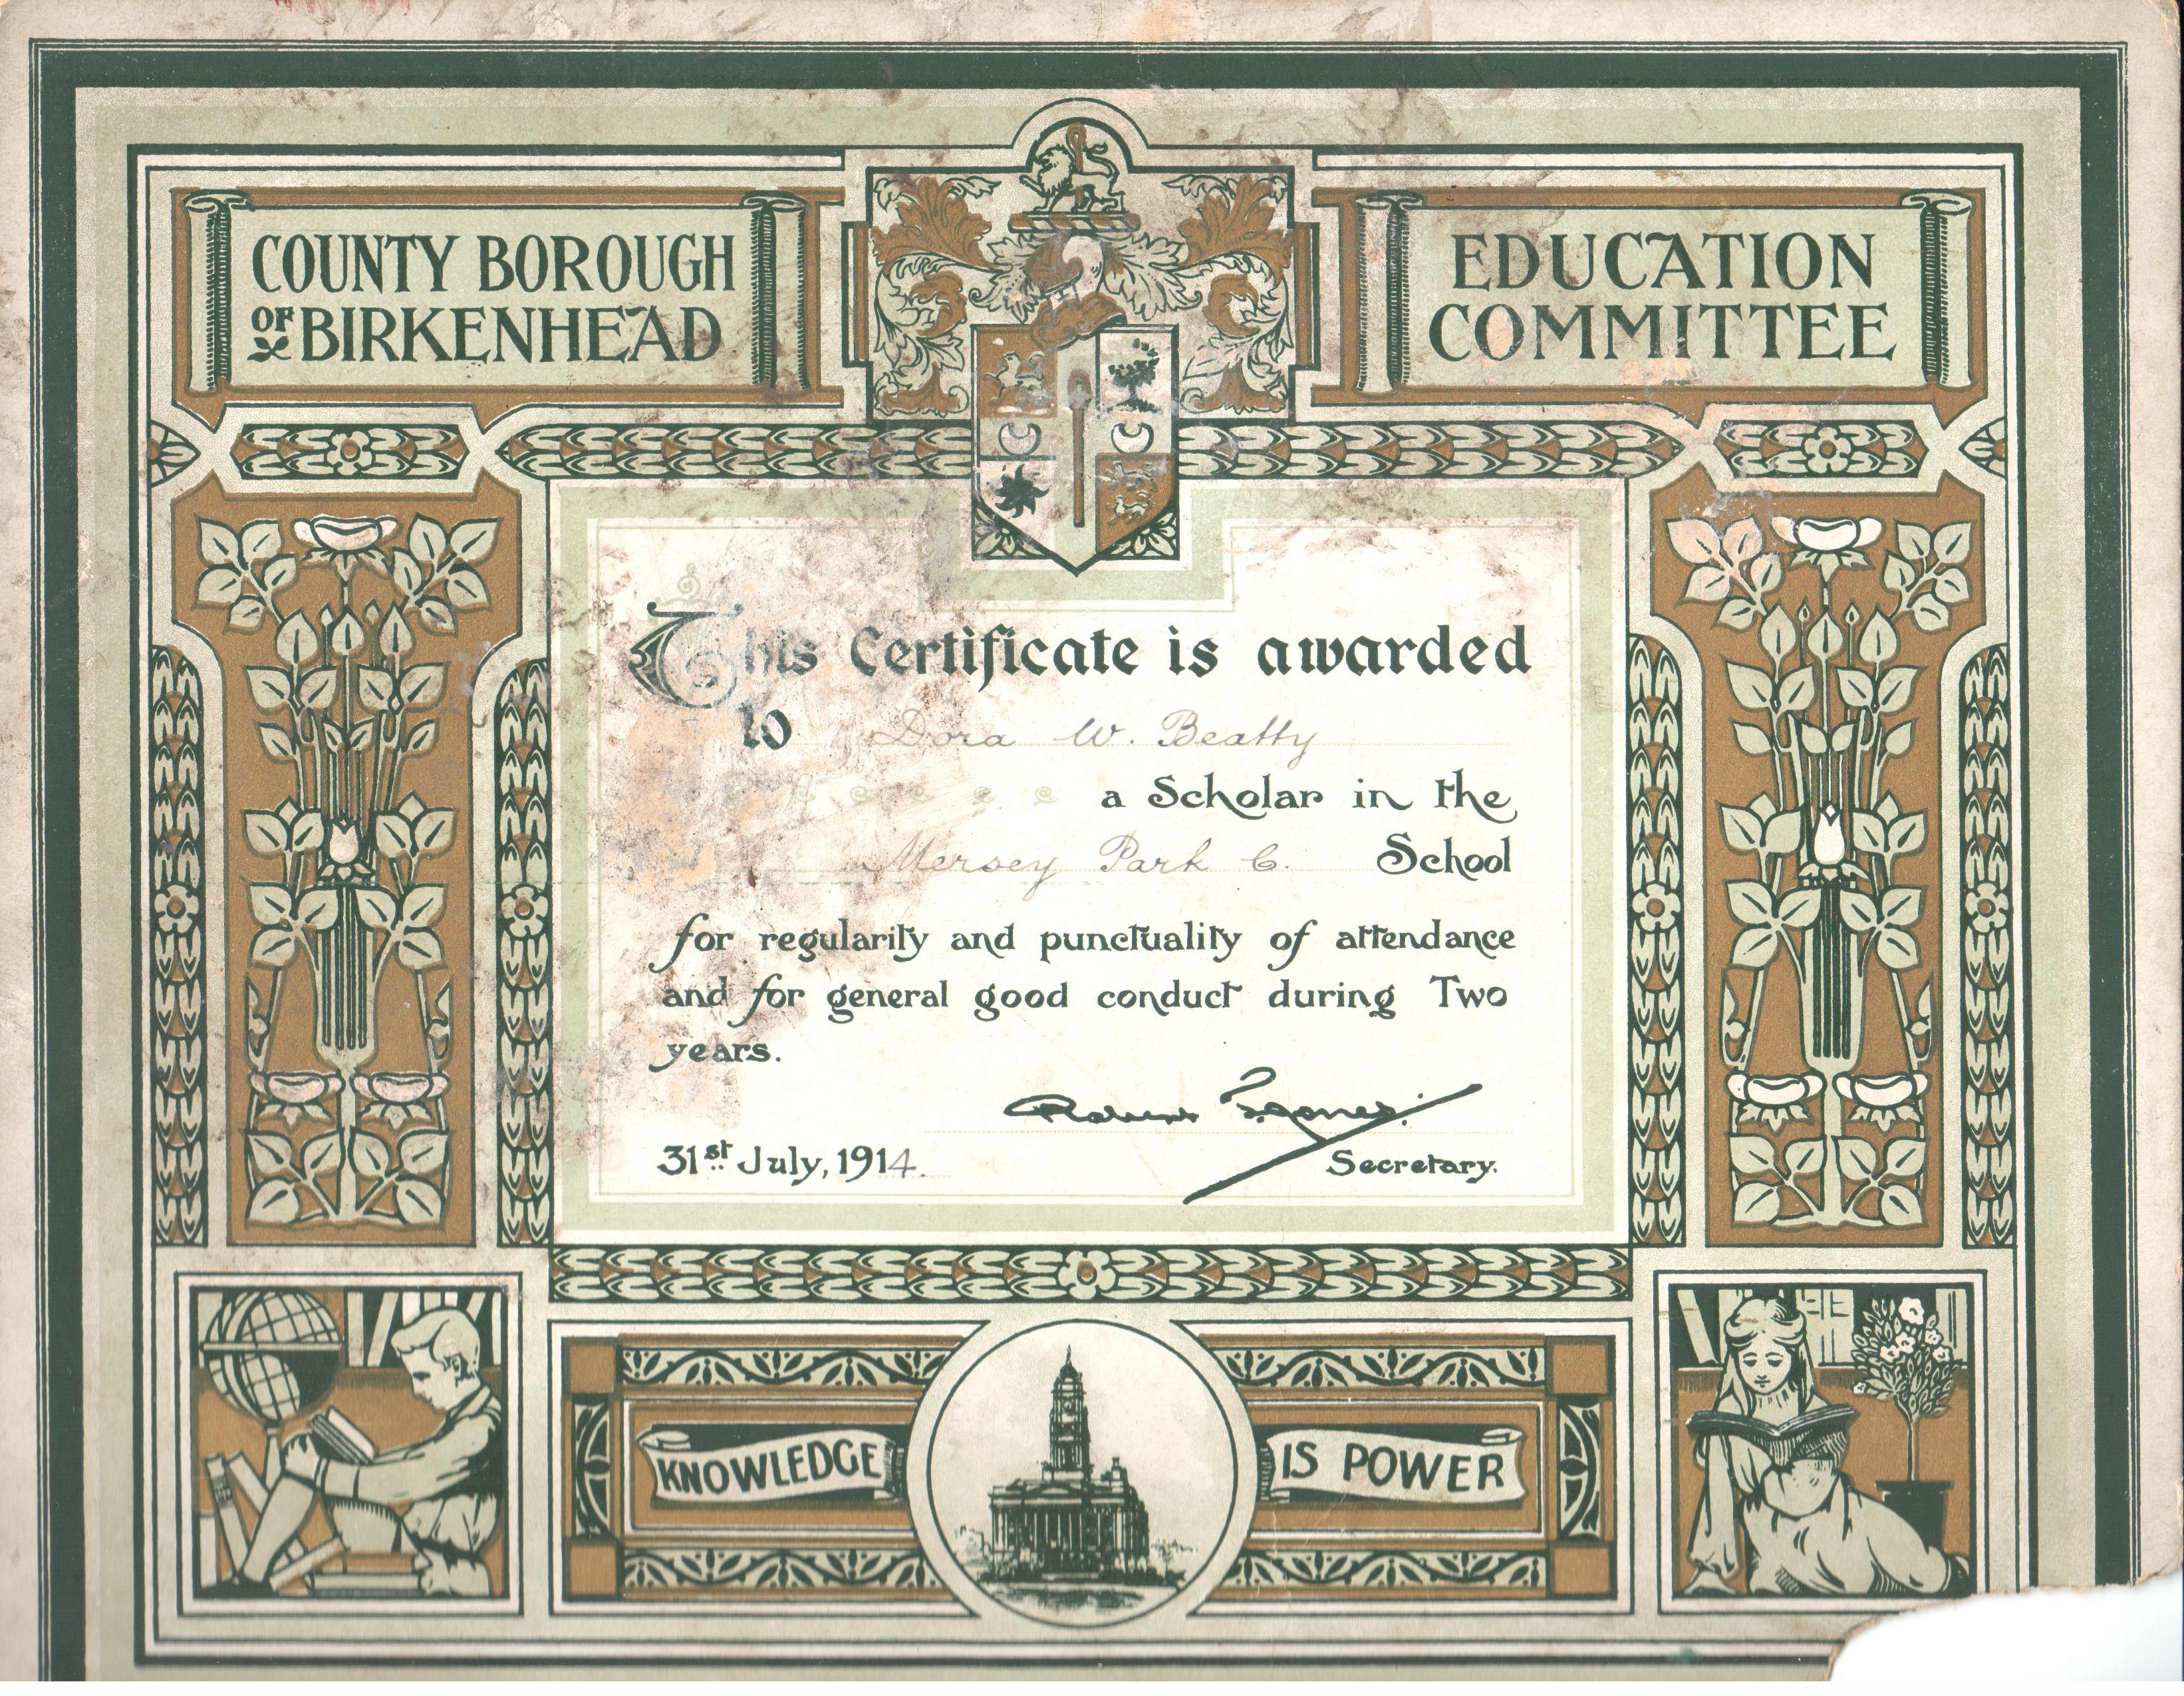 COUNTY BOROUGH
OF BIRKENHEAD
EDUCATION
COMMITTEE
This Certificate is awarded
to Dora W. Beatty
a Scholar in the
Mersey Park C. School
for regularity and punctuality of attendance
and for general good conduct during Two
years.
Robert T. Jones.
31st July, 1914.
Secretary.
KNOWLEDGE IS POWER